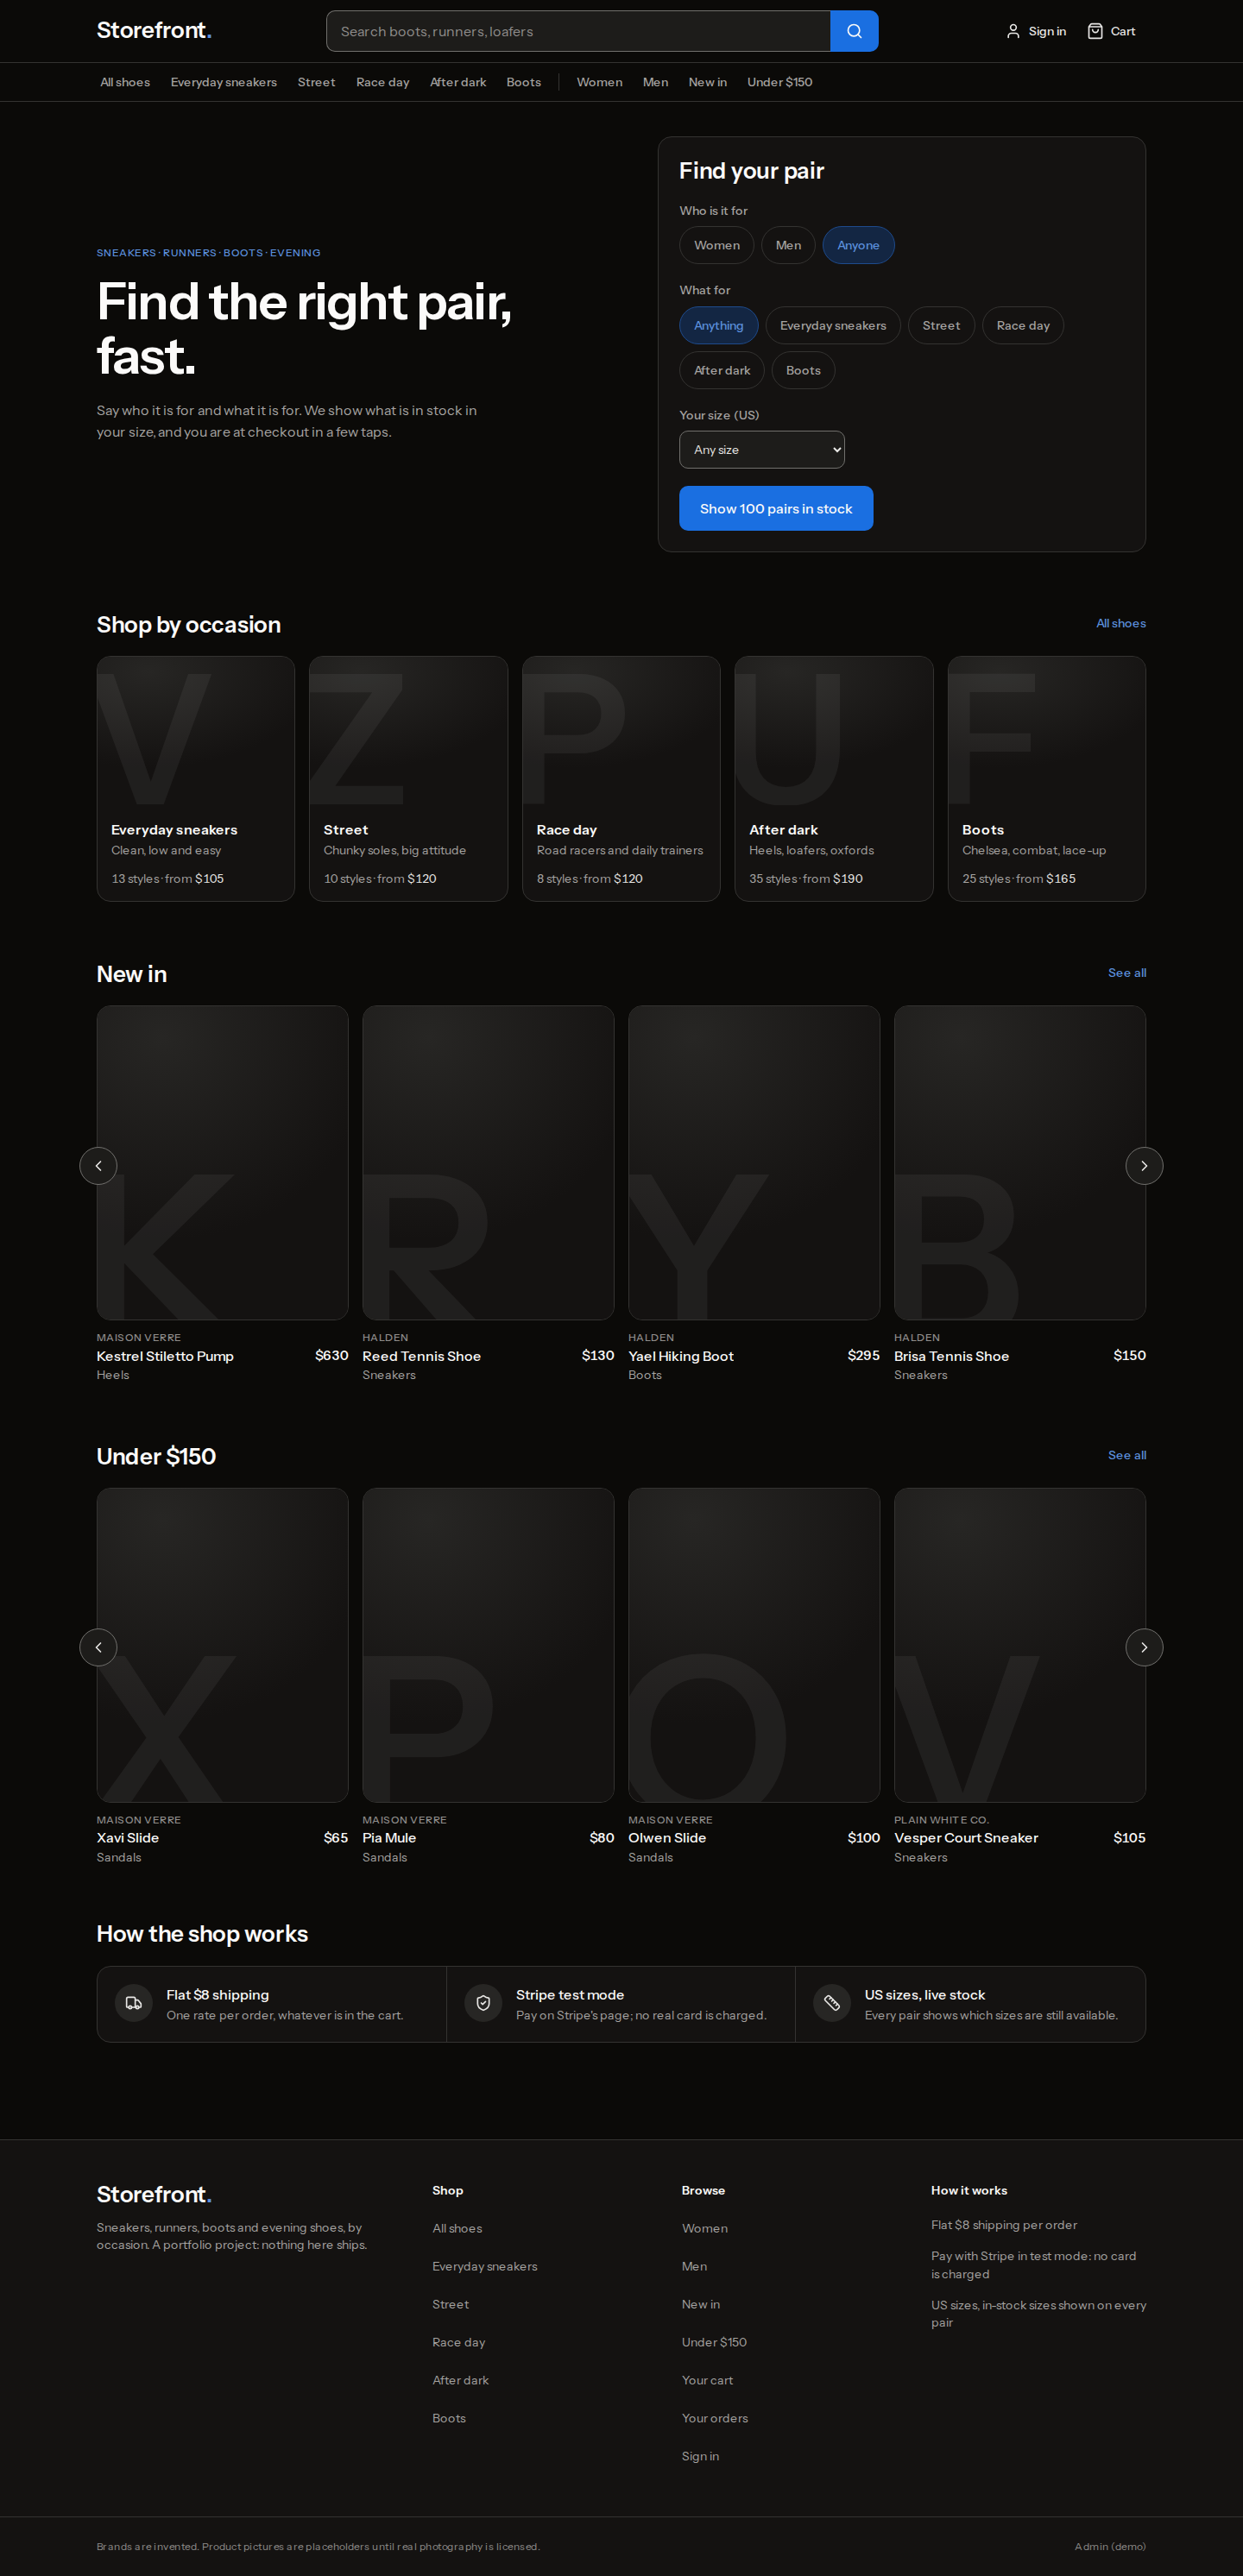 Storefront.
Search boots, runners, loafers
Sign in
Cart
All shoes
Everyday sneakers
Street
Race day
After dark
Boots
Women
Men
New in
Under $150
SNEAKERS · RUNNERS · BOOTS · EVENING
Find the right pair,
fast.
Say who it is for and what it is for. We show what is in stock in
your size, and you are at checkout in a few taps.
Find your pair
Who is it for
Women
Men
Anyone
What for
Anything
Everyday sneakers
Street
Race day
After dark
Boots
Your size (US)
Any size
Show 100 pairs in stock
Shop by occasion
All shoes
V
Everyday sneakers
Clean, low and easy
13 styles · from $105
Z
Street
Chunky soles, big attitude
10 styles · from $120
P
Race day
Road racers and daily trainers
8 styles · from $120
U
After dark
Heels, loafers, oxfords
35 styles · from $190
F
Boots
Chelsea, combat, lace-up
25 styles · from $165
New in
See all
K
MAISON VERRE
Kestrel Stiletto Pump
$630
Heels
R
HALDEN
Reed Tennis Shoe
$130
Sneakers
Y
HALDEN
Yael Hiking Boot
$295
Boots
B
HALDEN
Brisa Tennis Shoe
$150
Sneakers
Under $150
See all
X
MAISON VERRE
Xavi Slide
$65
Sandals
P
MAISON VERRE
Pia Mule
$80
Sandals
O
MAISON VERRE
Olwen Slide
$100
Sandals
V
PLAIN WHITE CO.
Vesper Court Sneaker
$105
Sneakers
How the shop works
Flat $8 shipping
One rate per order, whatever is in the cart.
Stripe test mode
Pay on Stripe's page; no real card is charged.
US sizes, live stock
Every pair shows which sizes are still available.
Storefront.
Sneakers, runners, boots and evening shoes, by
occasion. A portfolio project: nothing here ships.
Shop
All shoes
Everyday sneakers
Street
Race day
After dark
Boots
Browse
Women
Men
New in
Under $150
Your cart
Your orders
Sign in
How it works
Flat $8 shipping per order
Pay with Stripe in test mode: no card
is charged
US sizes, in-stock sizes shown on every
pair
Brands are invented. Product pictures are placeholders until real photography is licensed.
Admin (demo)